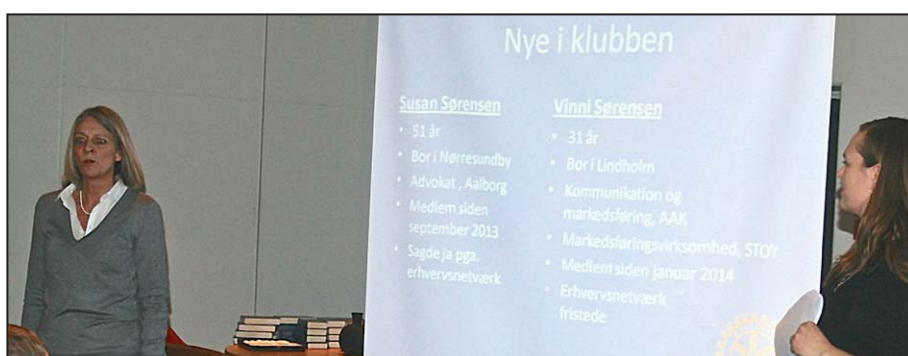 Nye i klubben
Susan Sørensen
• 51 år
• Bor i Nørresundby
• Advokat , Aalborg
• Medlem siden
september 2013
• Sagde ja pga.
erhvervsnetværk
Vinni Sørensen
• 31 år
• Bor i Lindholm
• Kommunikation og
markedsføring, AAK
• Markedsføringsvirksomhed, STOY
• Medlem siden januar 2014
• Erhvervsnetværk
fristede